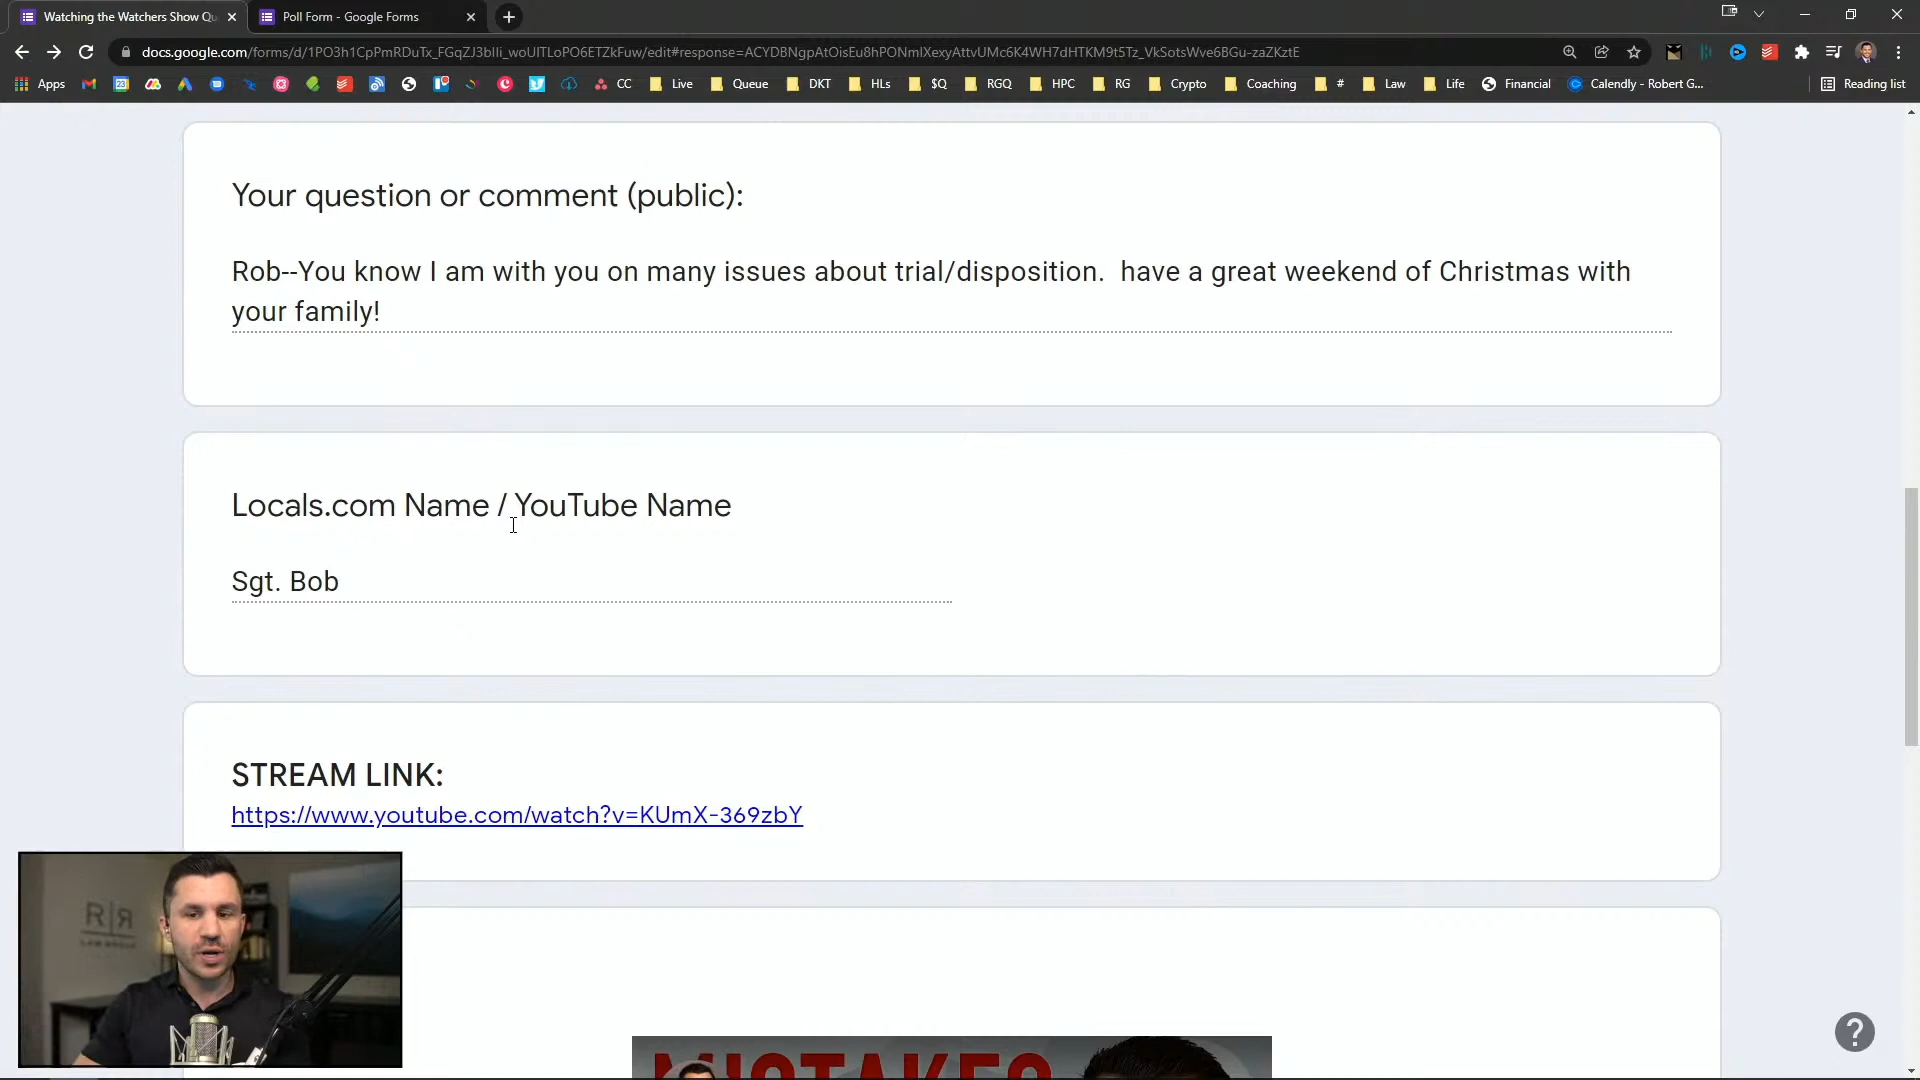 Watching the Watchers Show Qu
Poll Form - Google Forms
docs.google.com/forms/d/1PO3h1CpPmRDuTx_FGqZJ3bIIi_woUITLoPO6ETZkFuw/edit#response=ACYDBNgpAtOisEu8hPONmIXexyAttvUMc6K4WH7dHTKM9t5Tz_VkSotsWve6BGu-zaZKztE
Apps
CC
Live
Queue
DKT
HLs
$Q
RGQ
HPC
RG
Crypto
Coaching
#
Law
Life
Financial
Calendly - Robert G...
Reading list
Your question or comment (public):
Rob--You know I am with you on many issues about trial/disposition.  have a great weekend of Christmas with
your family!
Locals.com Name / YouTube Name
Sgt. Bob
STREAM LINK:
https://www.youtube.com/watch?v=KUmX-369zbY
R|R
LAW GROUP
MISTAKES